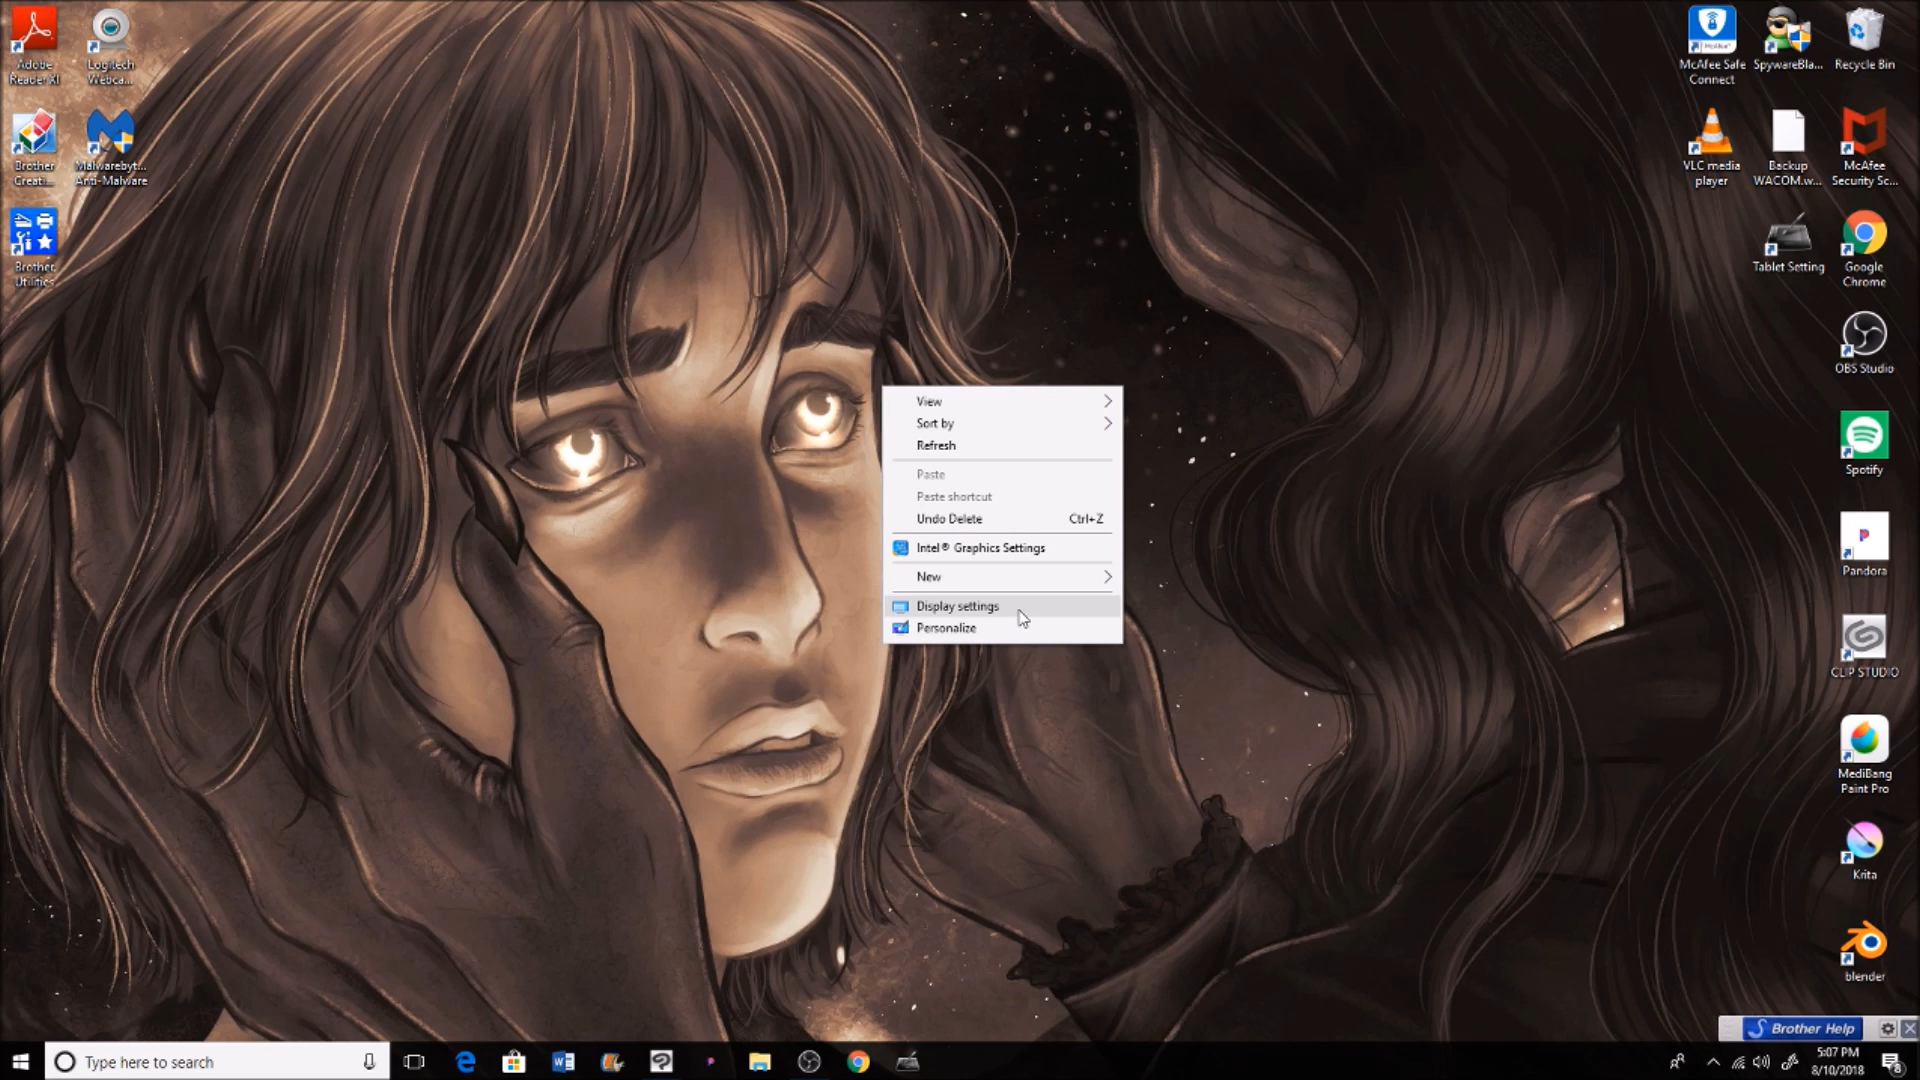 Adobe
Reader XI
Logitech
Webca...
Brother
Creati...
Malwarebyt...
Anti-Malware
Brother
Utilities
McAfee Safe
Connect
SpywareBla...
Recycle Bin
VLC media
player
Backup
WACOM.w...
McAfee
Security Sc...
Tablet Setting
Google
Chrome
OBS Studio
Spotify
Pandora
CLIP STUDIO
MediBang
Paint Pro
Krita
blender
View
Sort by
Refresh
Paste
Paste shortcut
Undo Delete Ctrl+Z
Intel® Graphics Settings
New
Display settings
Personalize
Brother Help
Type here to search
5:07 PM
8/10/2018
8